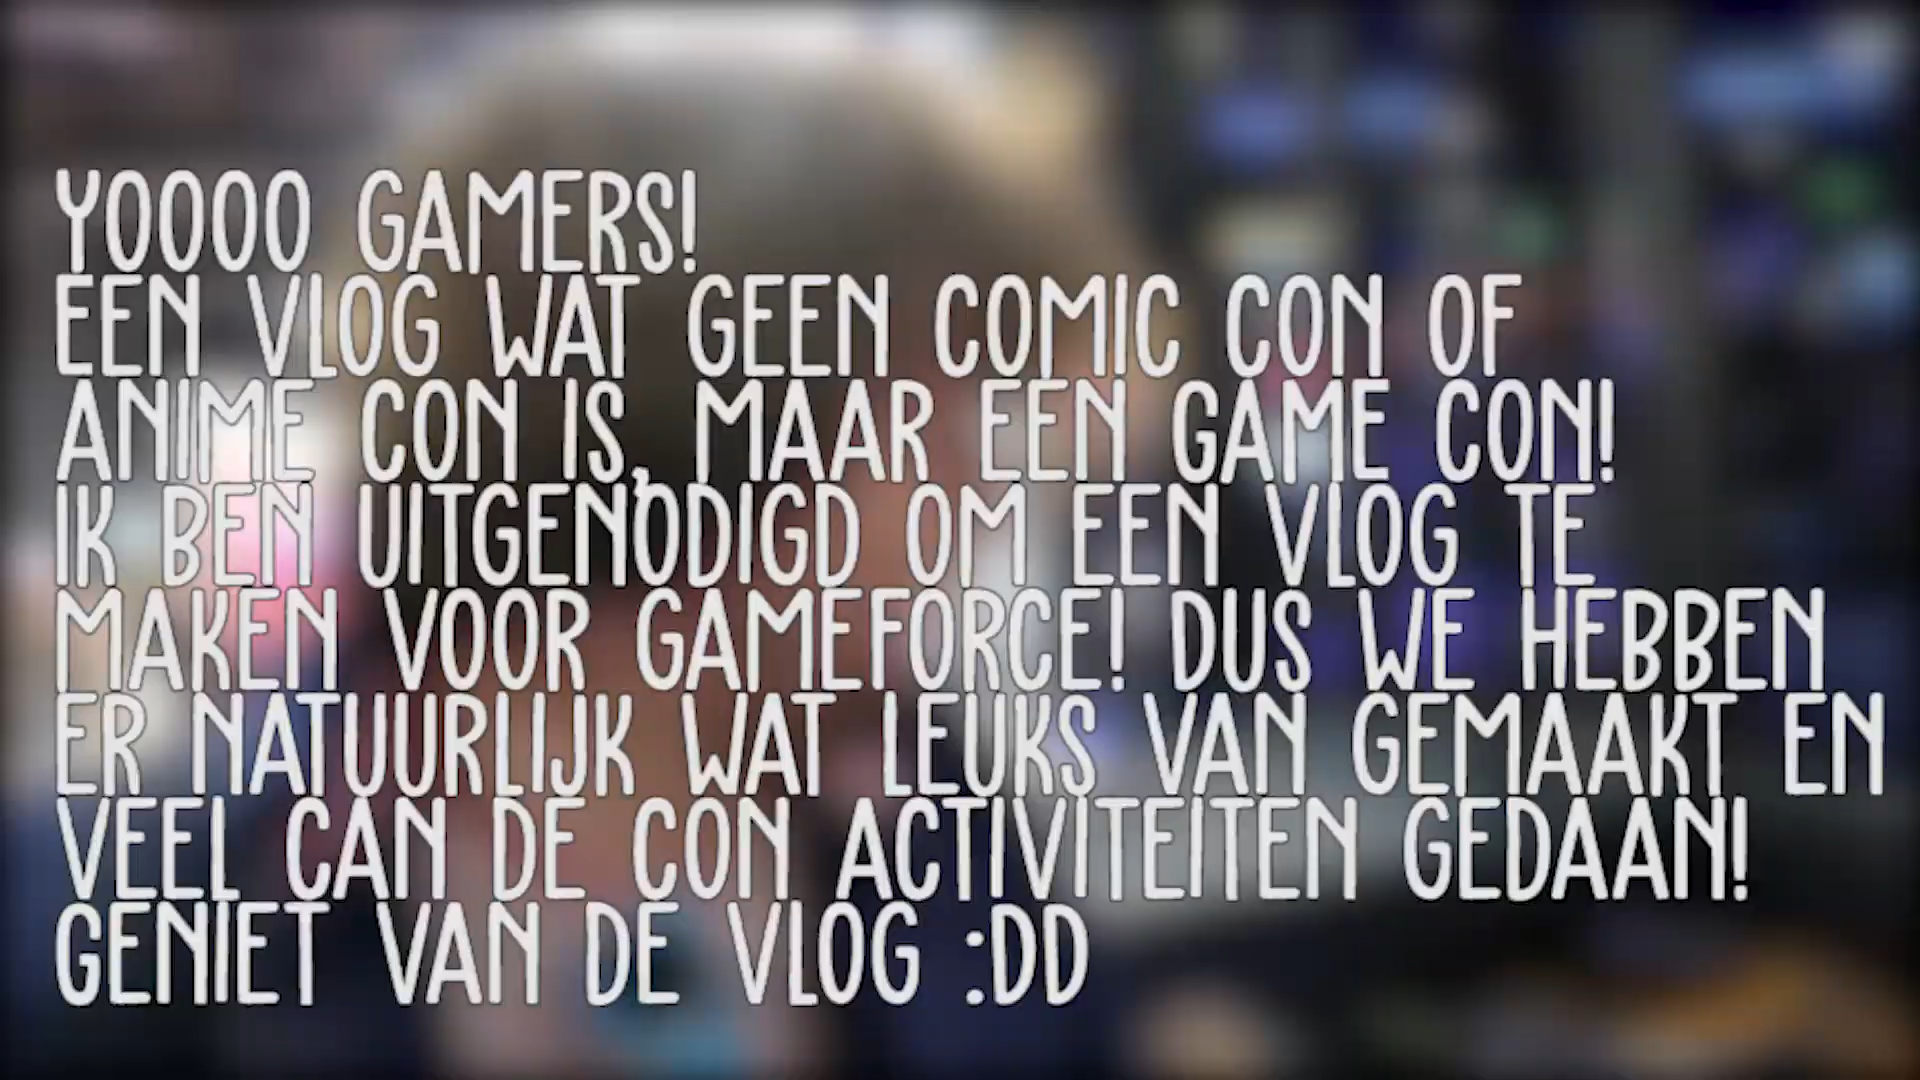 YOOOO GAMERS!
EEN VLOG WAT GEEN COMIC CON OF
ANIME CON IS, MAAR EEN GAME CON!
IK BEN UITGENODIGD OM EEN VLOG TE
MAKEN VOOR GAMEFORCE! DUS WE HEBBEN
ER NATUURLIJK WAT LEUKS VAN GEMAAKT EN
VEEL CAN DE CON ACTIVITEITEN GEDAAN!
GENIET VAN DE VLOG :DD